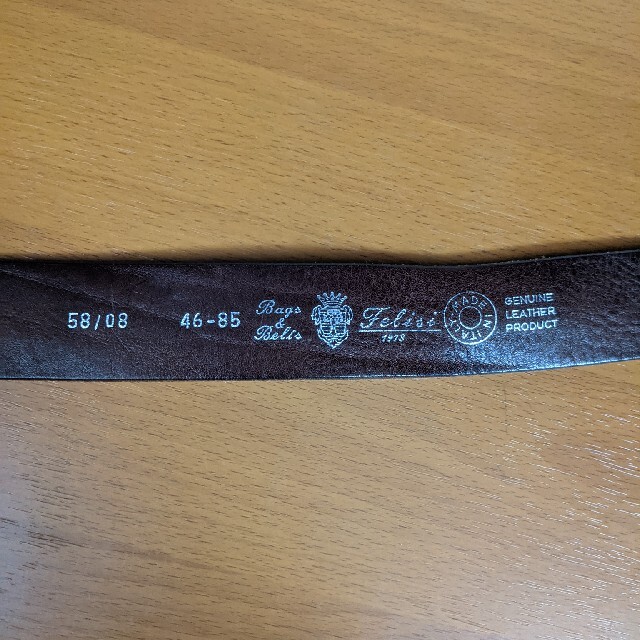 58/08
46-85
Bags
&
Belts
Felisi
1973
MADE IN ITALY
GENUINE
LEATHER
PRODUCT